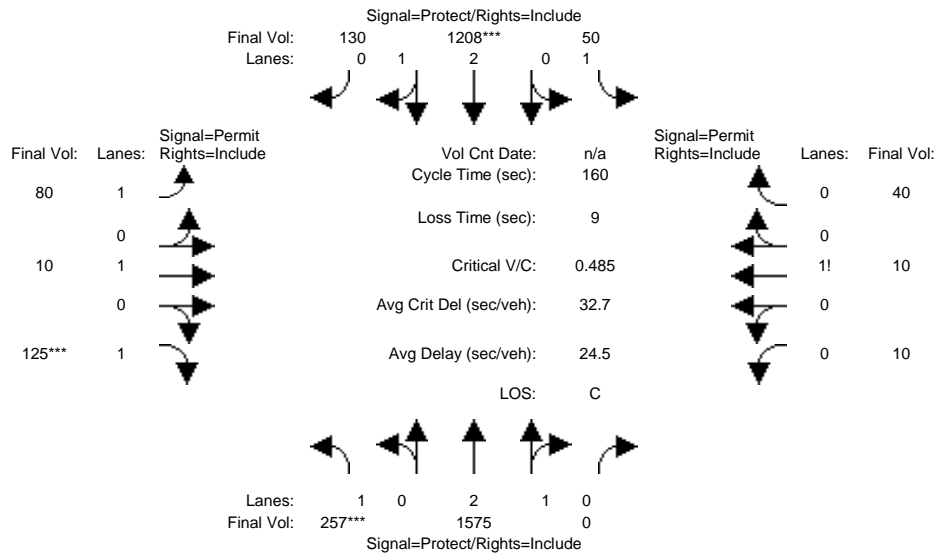 Signal=Protect/Rights=Include
Final Vol: 130 1208*** 50
Lanes: 0 1 2 0 1
Signal=Permit
Final Vol: Lanes: Rights=Include
Vol Cnt Date: n/a
Signal=Permit
Rights=Include Lanes: Final Vol:
Cycle Time (sec): 160
80 1
0 40
Loss Time (sec): 9
0
0
10 1
Critical V/C: 0.485
1! 10
0
Avg Crit Del (sec/veh): 32.7
0
125*** 1
Avg Delay (sec/veh): 24.5
0 10
LOS: C
Lanes: 1 0 2 1 0
Final Vol: 257*** 1575 0
Signal=Protect/Rights=Include